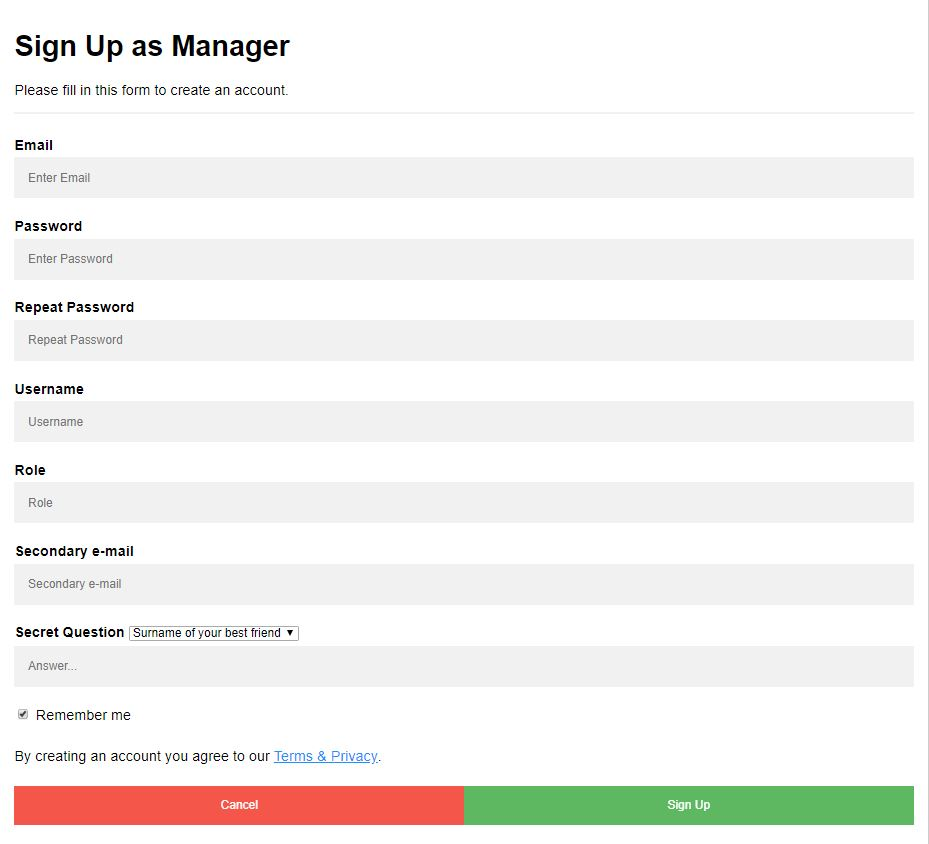 Sign Up as Manager
Please fill in this form to create an account.
Email
Enter Email
Password
Enter Password
Repeat Password
Repeat Password
Username
Username
Role
Role
Secondary e-mail
Secondary e-mail
Secret Question Surname of your best friend
Answer...
Remember me
By creating an account you agree to our Terms & Privacy.
Cancel Sign Up